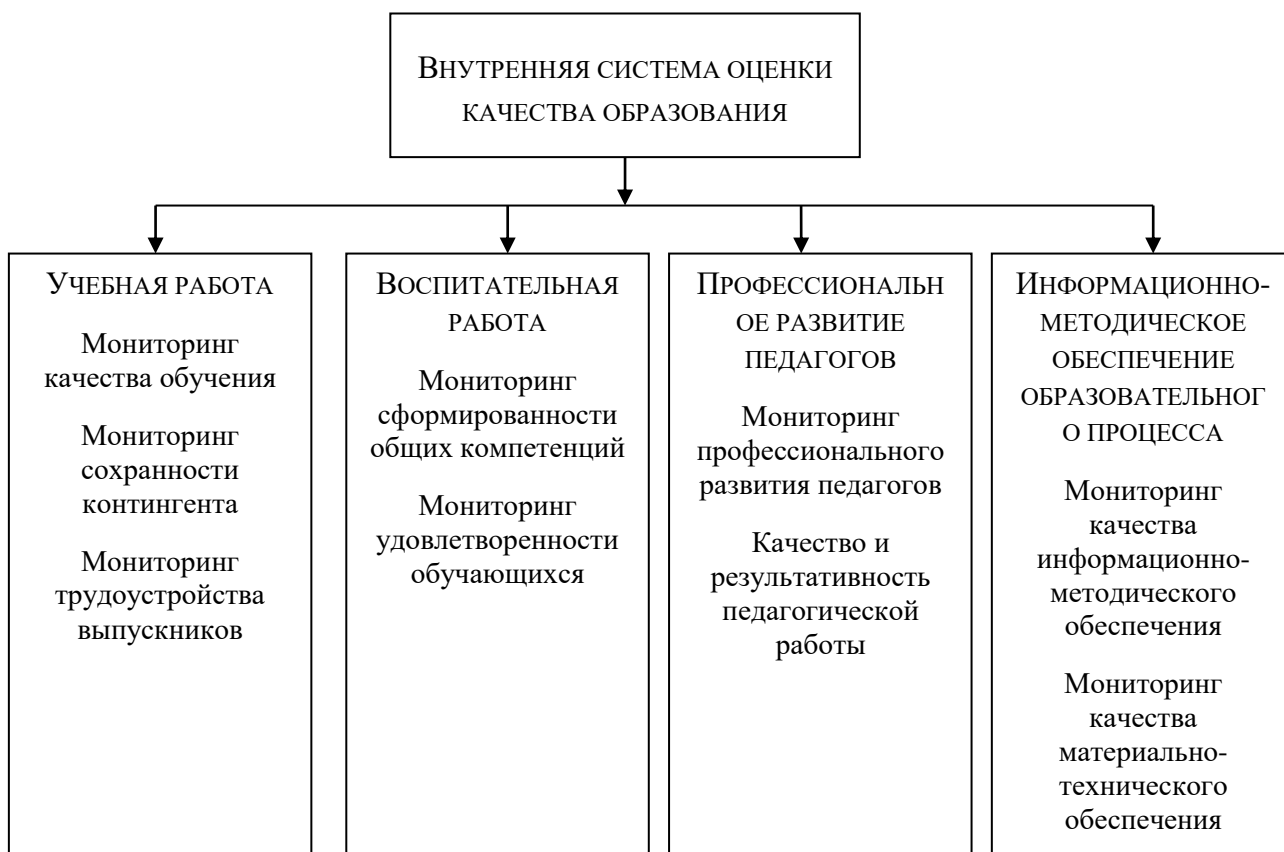 ВНУТРЕННЯЯ СИСТЕМА ОЦЕНКИ
КАЧЕСТВА ОБРАЗОВАНИЯ
УЧЕБНАЯ РАБОТА
Мониторинг
качества обучения
Мониторинг
сохранности
контингента
Мониторинг
трудоустройства
выпускников
ВОСПИТАТЕЛЬНАЯ
РАБОТА
Мониторинг
сформированности
общих компетенций
Мониторинг
удовлетворенности
обучающихся
ПРОФЕССИОНАЛЬН
ОЕ РАЗВИТИЕ
ПЕДАГОГОВ
Мониторинг
профессионального
развития педагогов
Качество и
результативность
педагогической
работы
ИНФОРМАЦИОННО-
МЕТОДИЧЕСКОЕ
ОБЕСПЕЧЕНИЕ
ОБРАЗОВАТЕЛЬНОГ
О ПРОЦЕССА
Мониторинг
качества
информационно-
методического
обеспечения
Мониторинг
качества
материально-
технического
обеспечения